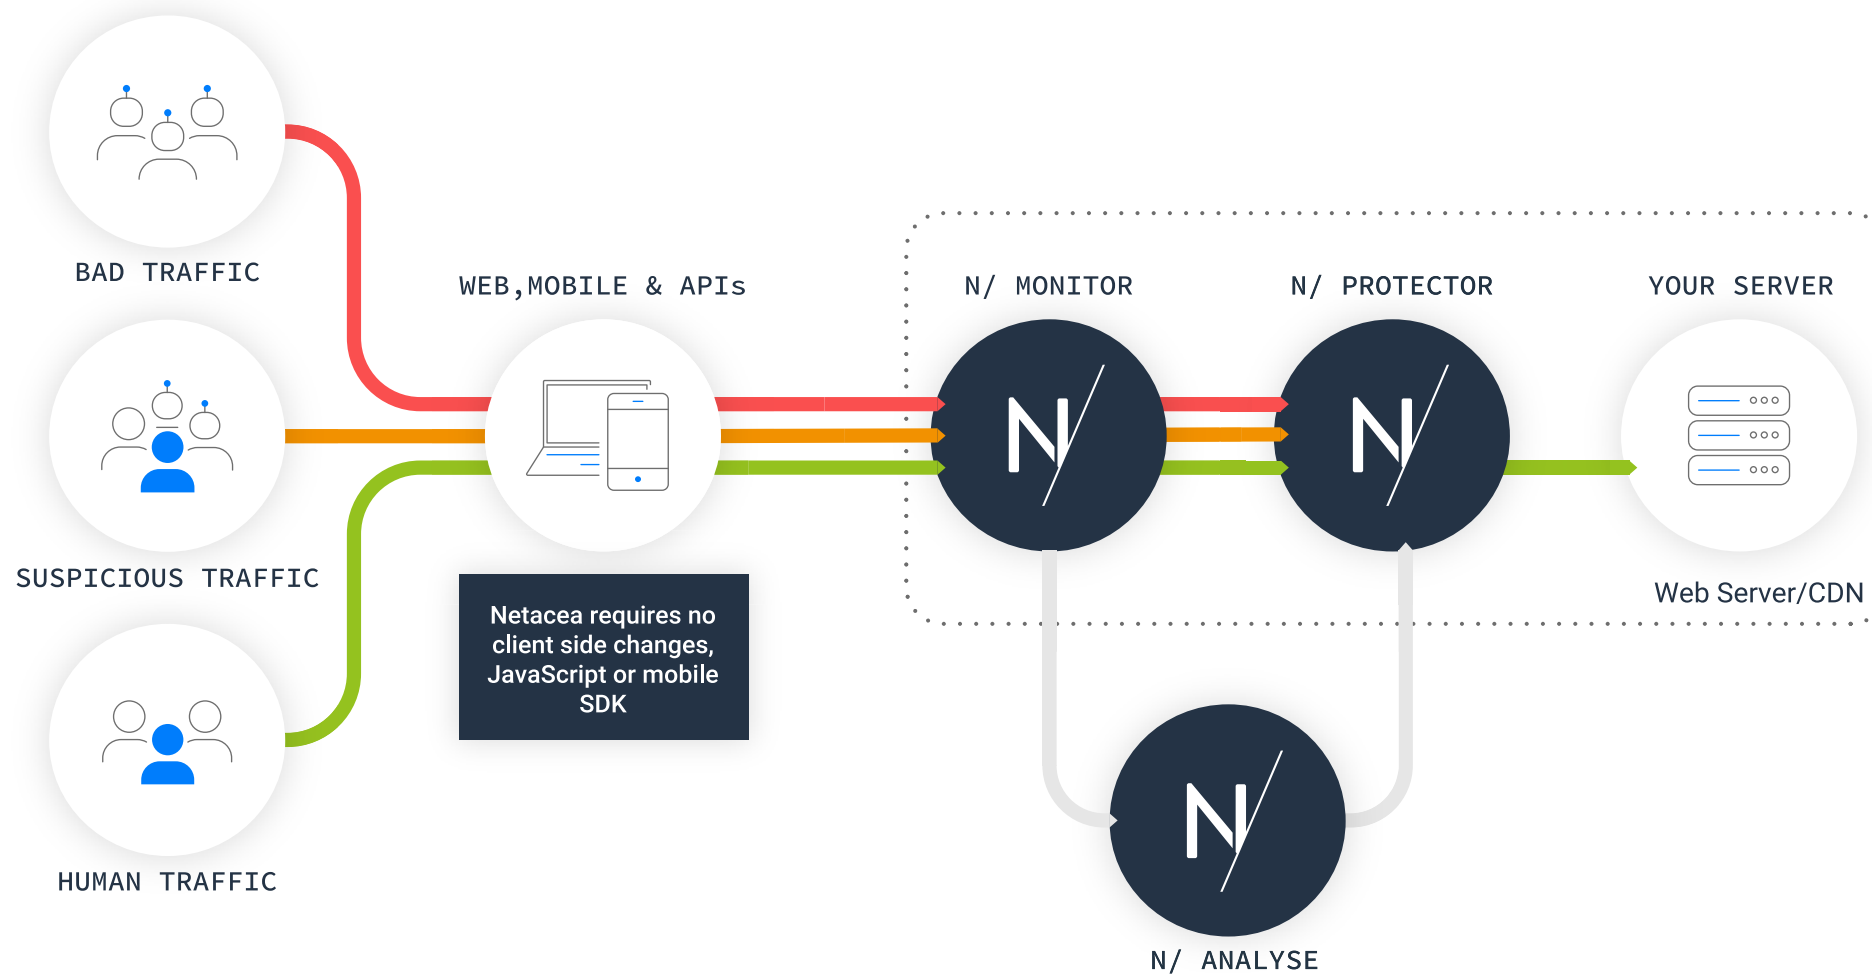 BAD TRAFFIC
WEB,MOBILE & APIs
N/ MONITOR
N/ PROTECTOR
YOUR SERVER
N/
N/
SUSPICIOUS TRAFFIC
Netacea requires no
client side changes,
JavaScript or mobile
SDK
Web Server/CDN
N/
HUMAN TRAFFIC
N/ ANALYSE